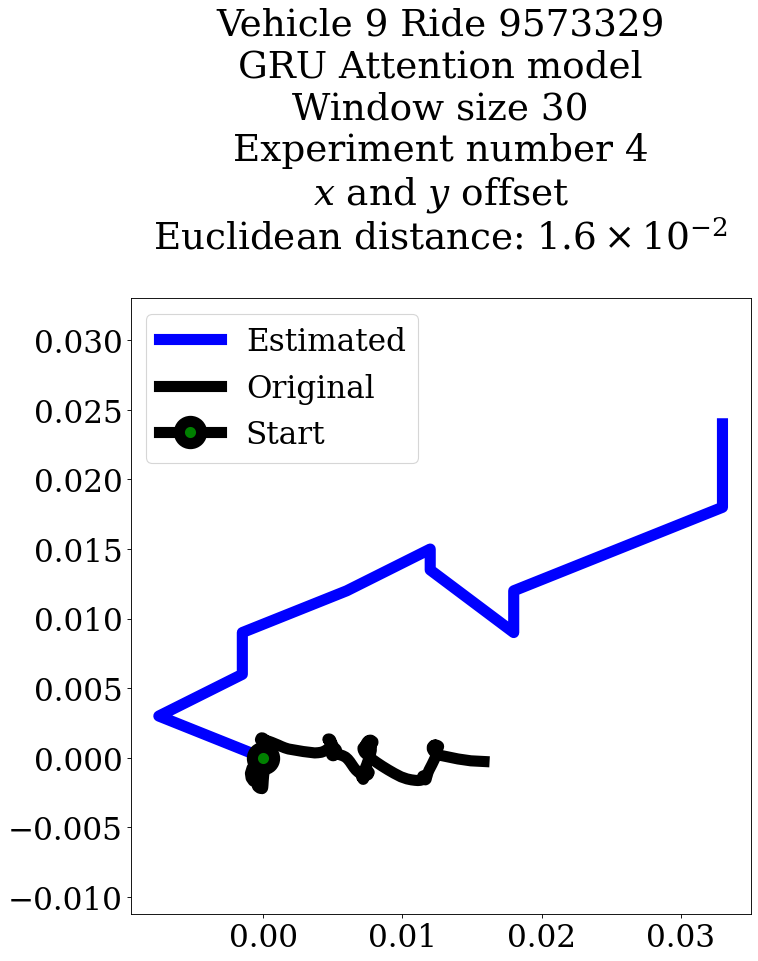 Vehicle 9 Ride 9573329
GRU Attention model
Window size 30
Experiment number 4
x and y offset
Euclidean distance: 1.6 × 10⁻²
Estimated
Original
Start
0.030
0.025
0.020
0.015
0.010
0.005
0.000
−0.005
−0.010
0.00 0.01 0.02 0.03